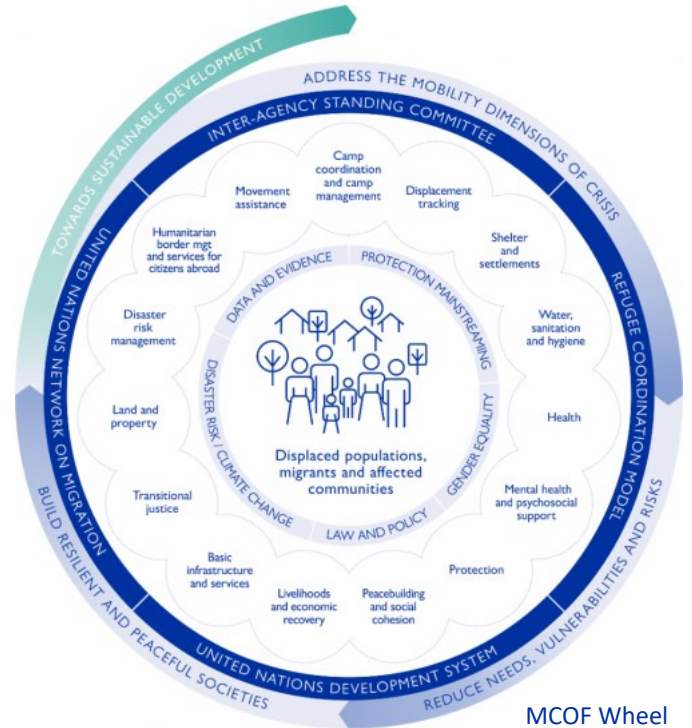 TOWARDS SUSTAINABLE DEVELOPMENT
ADDRESS THE MOBILITY DIMENSIONS OF CRISIS
REDUCE NEEDS, VULNERABILITIES AND RISKS
BUILD RESILIENT AND PEACEFUL SOCIETIES
INTER-AGENCY STANDING COMMITTEE
REFUGEE COORDINATION MODEL
UNITED NATIONS DEVELOPMENT SYSTEM
UNITED NATIONS NETWORK ON MIGRATION
Camp
coordination
and camp
management
Displacement
tracking
Shelter
and
settlements
Water,
sanitation
and hygiene
Health
Mental health
and psychosocial
support
Protection
Peacebuilding
and social
cohesion
Livelihoods
and economic
recovery
Basic
infrastructure
and services
Transitional
justice
Land and
property
Disaster
risk
management
Humanitarian
border mgt
and services for
citizens abroad
Movement
assistance
DATA AND EVIDENCE
PROTECTION MAINSTREAMING
GENDER EQUALITY
LAW AND POLICY
DISASTER RISK / CLIMATE CHANGE
Displaced populations,
migrants and affected
communities
MCOF Wheel